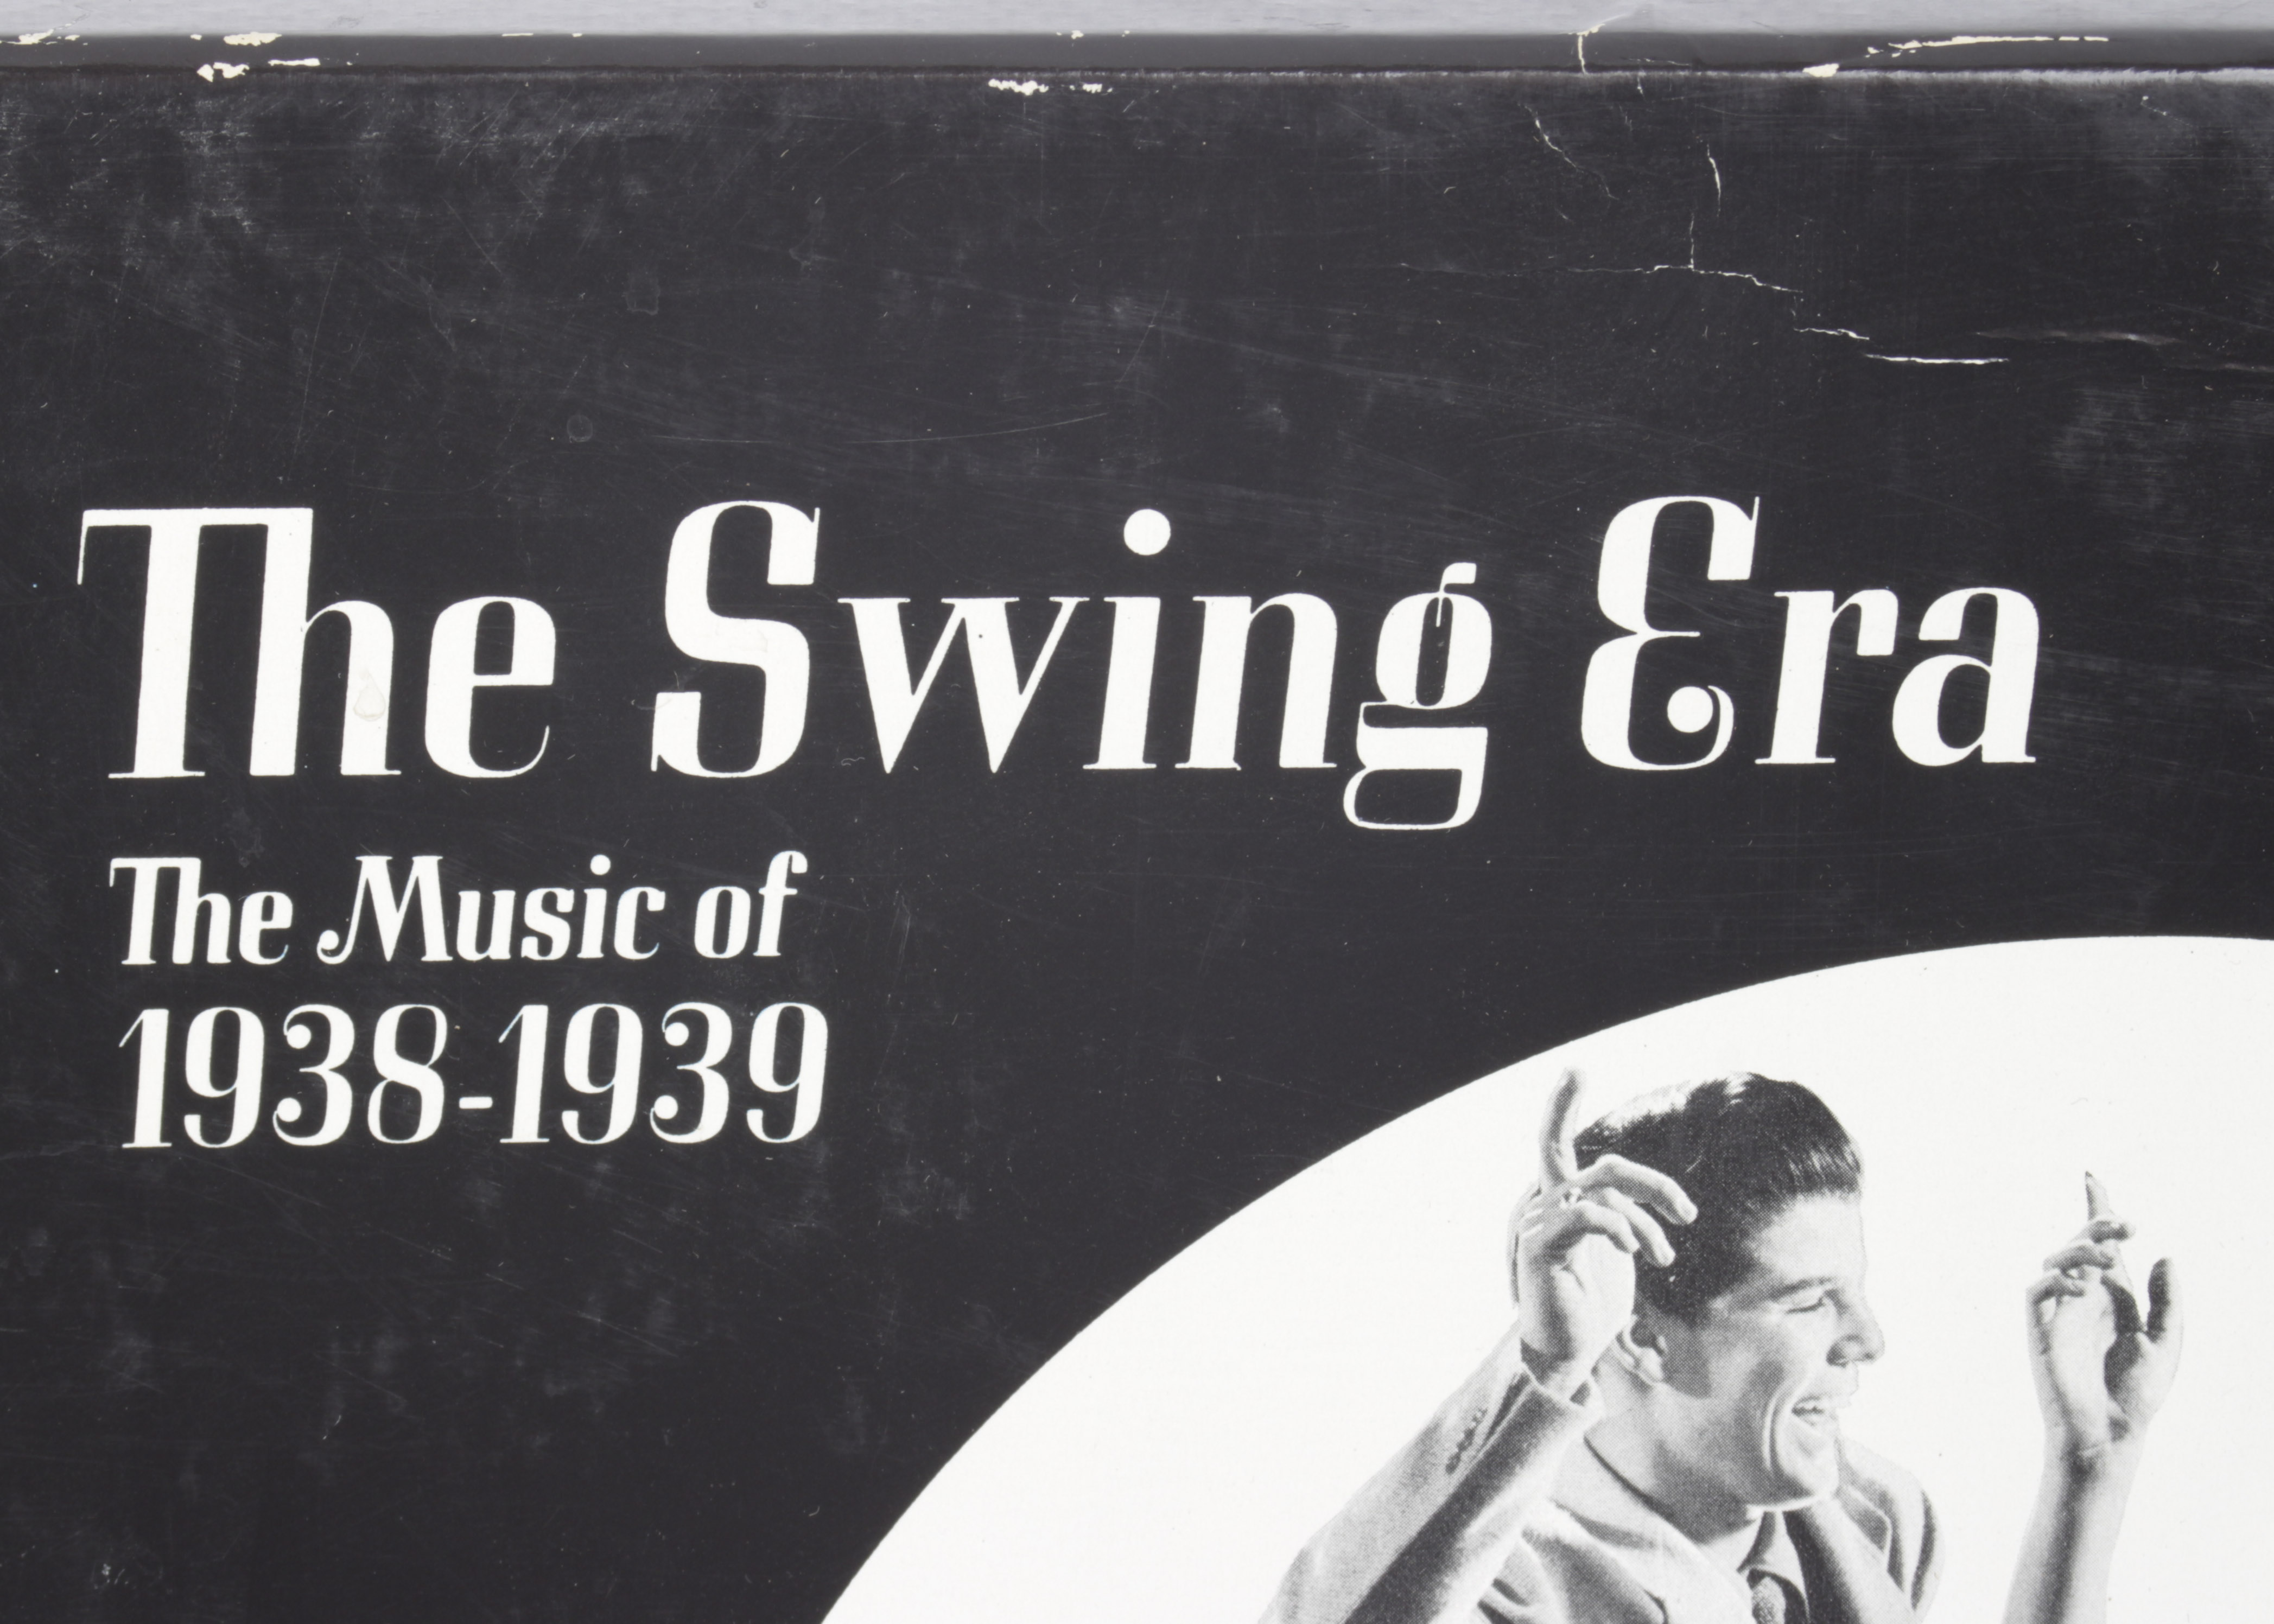 The Swing Era
The Music of
1938-1939